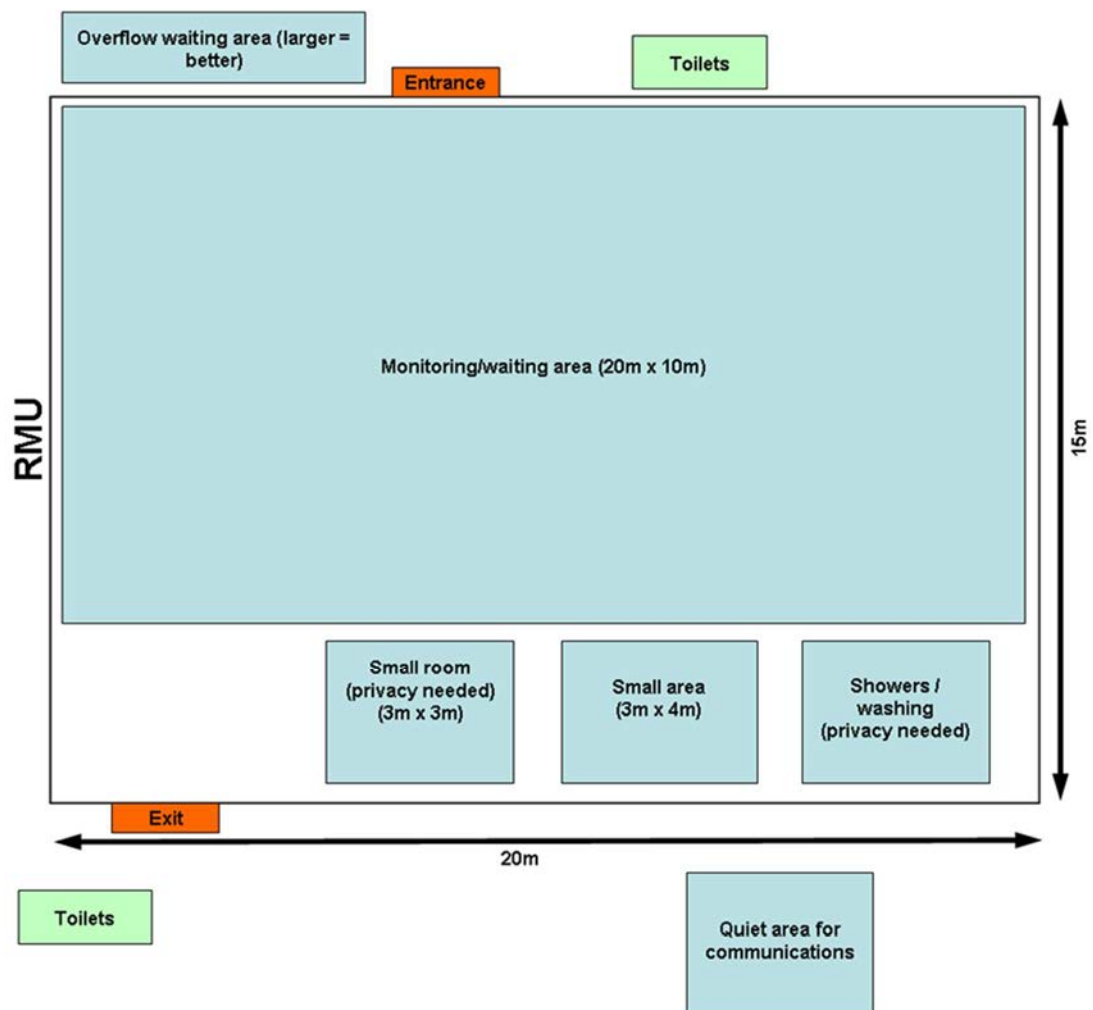 Overflow waiting area (larger =
better)
Entrance
Toilets
Monitoring/waiting area (20m x 10m)
RMU
15m
Small room
(privacy needed)
(3m x 3m)
Small area
(3m x 4m)
Showers /
washing
(privacy needed)
Exit
20m
Toilets
Quiet area for
communications